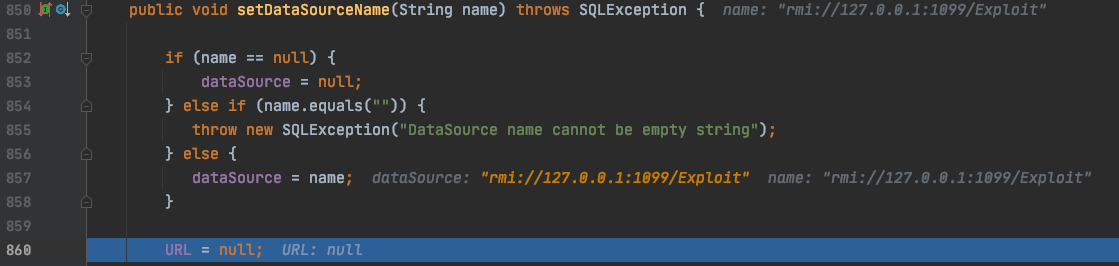 850 public void setDataSourceName(String name) throws SQLException { name: "rmi://127.0.0.1:1099/Exploit"
851
852 if (name == null) {
853 dataSource = null;
854 } else if (name.equals("")) {
855 throw new SQLException("DataSource name cannot be empty string");
856 } else {
857 dataSource = name; dataSource: "rmi://127.0.0.1:1099/Exploit" name: "rmi://127.0.0.1:1099/Exploit"
858 }
859
860 URL = null; URL: null